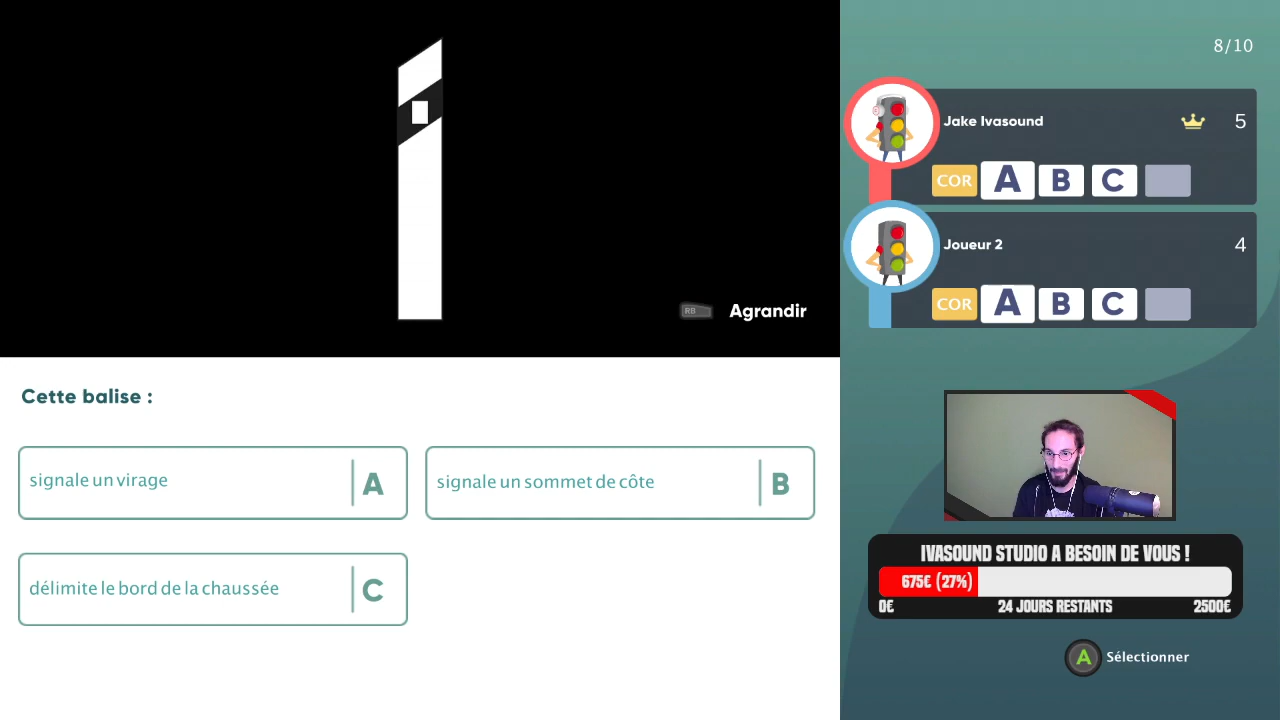 8/10
Jake Ivasound
5
COR
A
B
C
Joueur 2
4
COR
A
B
C
RB
Agrandir
Cette balise :
signale un virage
A
signale un sommet de côte
B
délimite le bord de la chaussée
C
IVASOUND STUDIO A BESOIN DE VOUS !
675€ (27%)
0€
24 JOURS RESTANTS
2500€
A
Sélectionner